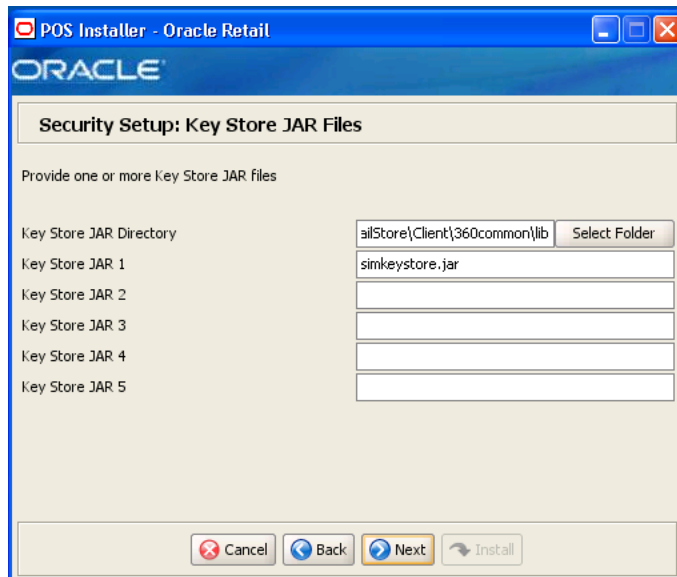 POS Installer - Oracle Retail
ORACLE
Security Setup: Key Store JAR Files
Provide one or more Key Store JAR files
Key Store JAR Directory ailStore\Client\360common\lib Select Folder
Key Store JAR 1 simkeystore.jar
Key Store JAR 2
Key Store JAR 3
Key Store JAR 4
Key Store JAR 5
Cancel Back Next Install